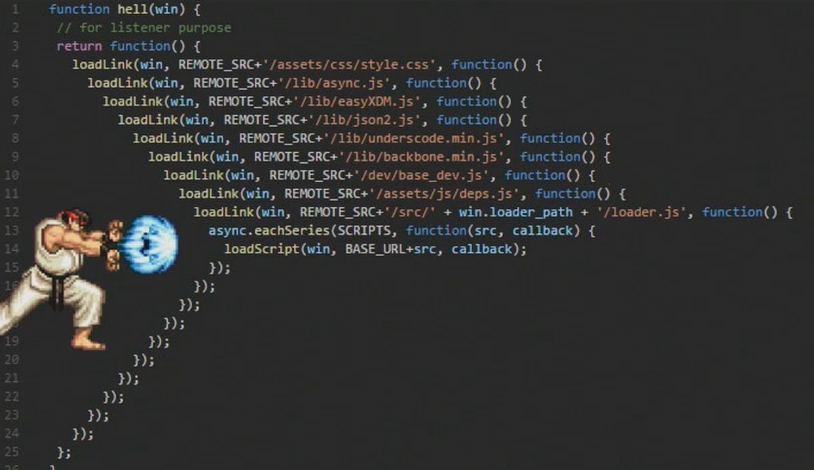 1 function hell(win) {
2 // for listener purpose
3 return function() {
4 loadLink(win, REMOTE_SRC+'/assets/css/style.css', function() {
5 loadLink(win, REMOTE_SRC+'/lib/async.js', function() {
6 loadLink(win, REMOTE_SRC+'/lib/easyXDM.js', function() {
7 loadLink(win, REMOTE_SRC+'/lib/json2.js', function() {
8 loadLink(win, REMOTE_SRC+'/lib/underscode.min.js', function() {
9 loadLink(win, REMOTE_SRC+'/lib/backbone.min.js', function() {
10 loadLink(win, REMOTE_SRC+'/dev/base_dev.js', function() {
11 loadLink(win, REMOTE_SRC+'/assets/js/deps.js', function() {
12 loadLink(win, REMOTE_SRC+'/src/' + win.loader_path + '/loader.js', function() {
13 async.eachSeries(SCRIPTS, function(src, callback) {
14 loadScript(win, BASE_URL+src, callback);
15 });
});
});
});
19 });
20 });
21 });
22 });
23 });
24 });
25 };